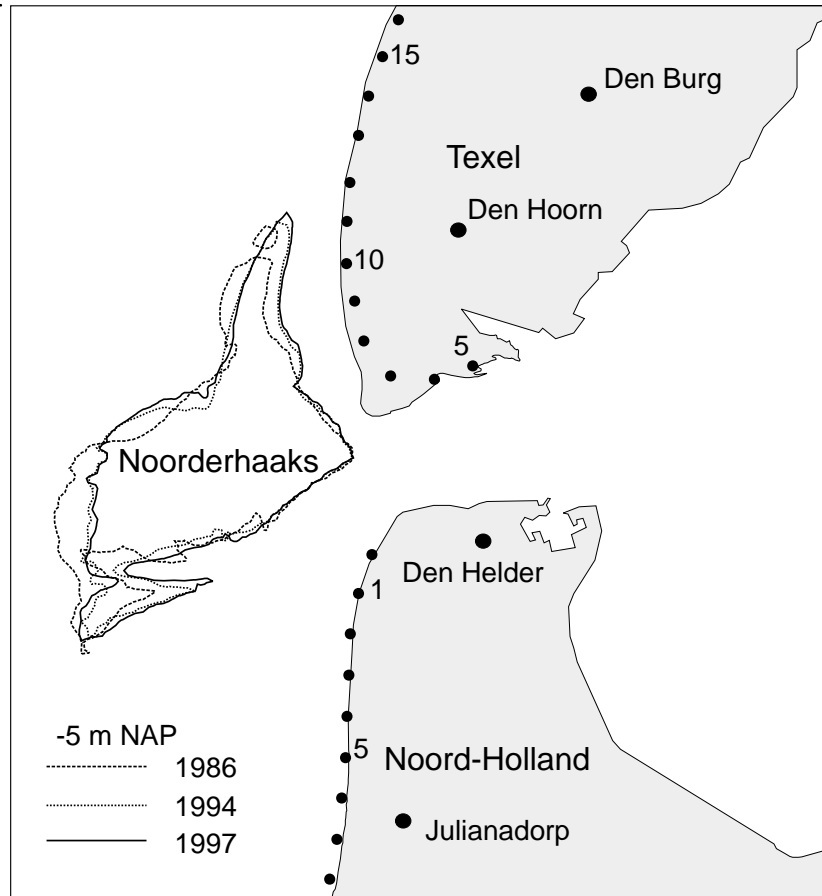 15
Den Burg
Texel
Den Hoorn
10
5
Noorderhaaks
Den Helder
1
-5 m NAP
5
Noord-Holland
1986
1994
Julianadorp
1997